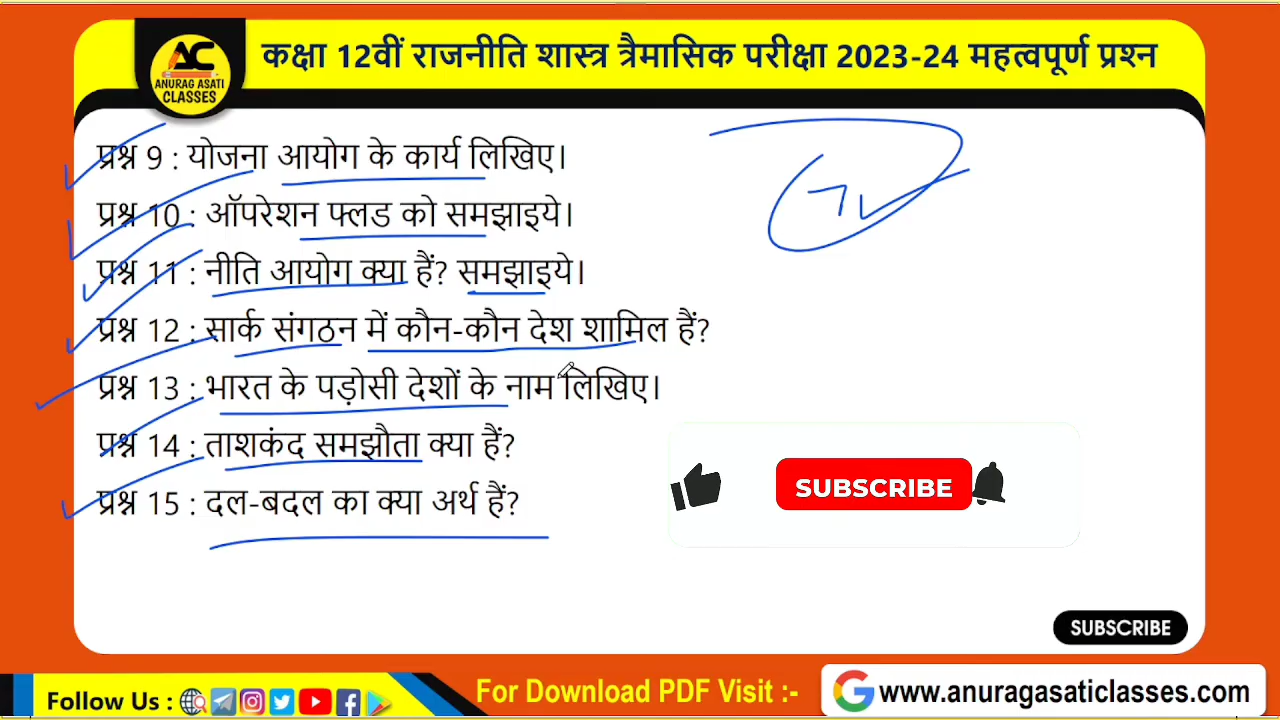 कक्षा 12वीं राजनीति शास्त्र त्रैमासिक परीक्षा 2023-24 महत्वपूर्ण प्रश्न
AC
ANURAG ASATI
CLASSES
प्रश्न 9 : योजना आयोग के कार्य लिखिए।
प्रश्न 10 : ऑपरेशन फ्लड को समझाइये।
प्रश्न 11 : नीति आयोग क्या हैं? समझाइये।
प्रश्न 12 : सार्क संगठन में कौन-कौन देश शामिल हैं?
प्रश्न 13 : भारत के पड़ोसी देशों के नाम लिखिए।
प्रश्न 14 : ताशकंद समझौता क्या हैं?
प्रश्न 15 : दल-बदल का क्या अर्थ हैं?
SUBSCRIBE
SUBSCRIBE
Follow Us :
For Download PDF Visit :-
www.anuragasaticlasses.com